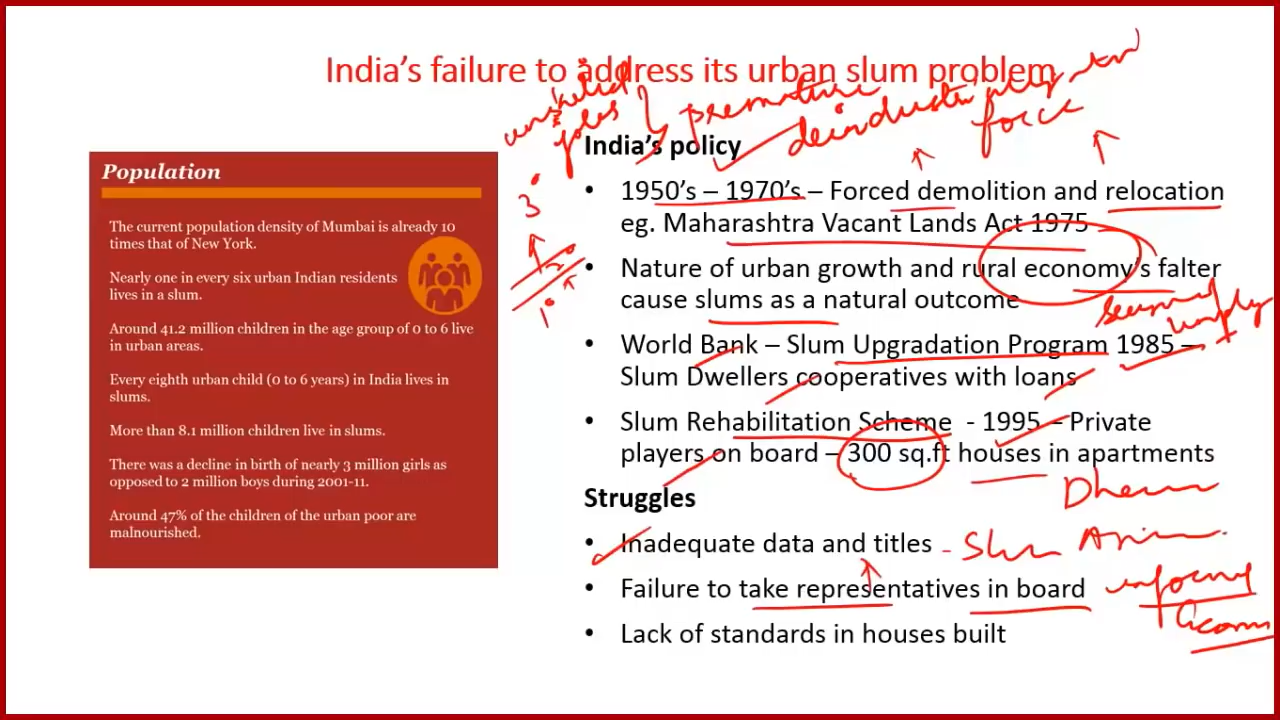 India's failure to address its urban slum problem
unskilled
jobs
premature
deindustrialization
force
3°
2°
1°
Population
The current population density of Mumbai is already 10
times that of New York.
Nearly one in every six urban Indian residents
lives in a slum.
Around 41.2 million children in the age group of 0 to 6 live
in urban areas.
Every eighth urban child (0 to 6 years) in India lives in
slums.
More than 8.1 million children live in slums.
There was a decline in birth of nearly 3 million girls as
opposed to 2 million boys during 2001-11.
Around 47% of the children of the urban poor are
malnourished.
India's policy
• 1950's – 1970's – Forced demolition and relocation
eg. Maharashtra Vacant Lands Act 1975
• Nature of urban growth and rural economy's falter
cause slums as a natural outcome
• World Bank – Slum Upgradation Program 1985 –
Slum Dwellers cooperatives with loans
• Slum Rehabilitation Scheme - 1995 – Private
players on board – 300 sq.ft houses in apartments
Struggles
• Inadequate data and titles
• Failure to take representatives in board
• Lack of standards in houses built